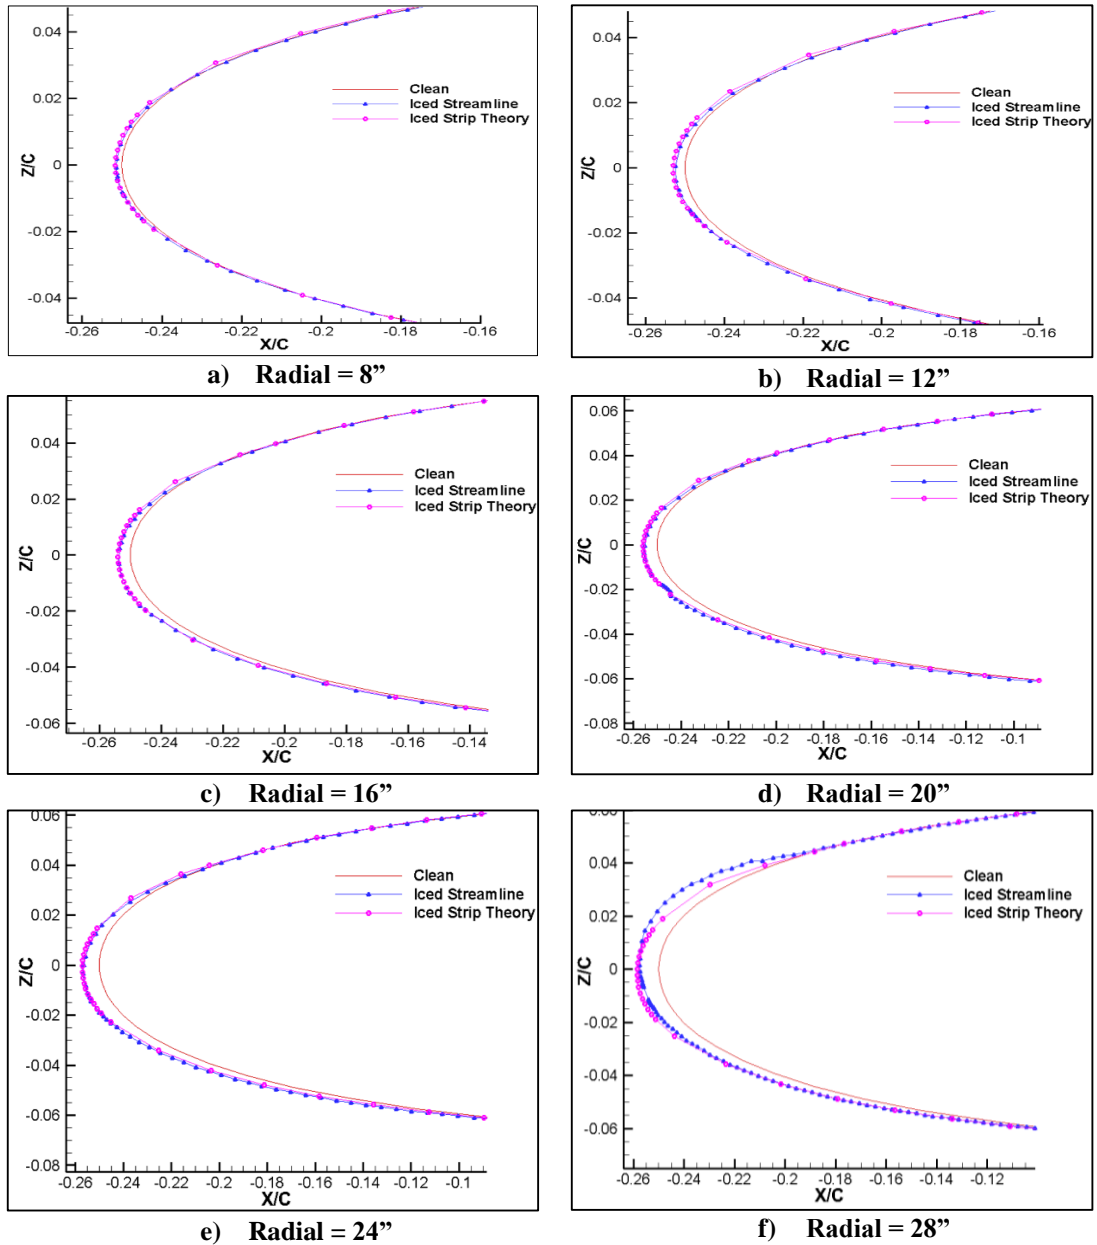 0.04
0.02
0
-0.02
-0.04
Z/C
Clean
Iced Streamline
Iced Strip Theory
-0.26 -0.24 -0.22 -0.2 -0.18 -0.16
X/C
a) Radial = 8”
0.04
0.02
0
-0.02
-0.04
Z/C
Clean
Iced Streamline
Iced Strip Theory
-0.26 -0.24 -0.22 -0.2 -0.18 -0.16
X/C
b) Radial = 12”
0.04
0.02
0
-0.02
-0.04
-0.06
Z/C
Clean
Iced Streamline
Iced Strip Theory
-0.26 -0.24 -0.22 -0.2 -0.18 -0.16 -0.14
X/C
c) Radial = 16”
0.06
0.04
0.02
0
-0.02
-0.04
-0.06
-0.08
Z/C
Clean
Iced Streamline
Iced Strip Theory
-0.26 -0.24 -0.22 -0.2 -0.18 -0.16 -0.14 -0.12 -0.1
X/C
d) Radial = 20”
0.06
0.04
0.02
0
-0.02
-0.04
-0.06
-0.08
Z/C
Clean
Iced Streamline
Iced Strip Theory
-0.26 -0.24 -0.22 -0.2 -0.18 -0.16 -0.14 -0.12 -0.1
X/C
e) Radial = 24”
0.06
0.04
0.02
0
-0.02
-0.04
-0.06
Z/C
Clean
Iced Streamline
Iced Strip Theory
-0.26 -0.24 -0.22 -0.2 -0.18 -0.16 -0.14 -0.12
X/C
f) Radial = 28”